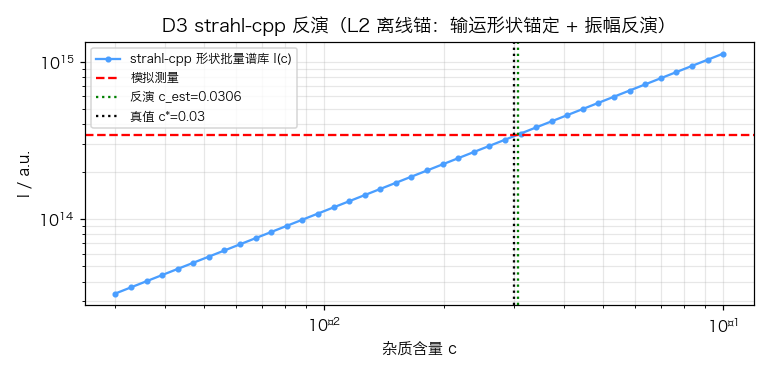 D3 strahl-cpp 反演（L2 离线锚：输运形状锚定 + 振幅反演）
I / a.u.
10¹⁵
10¹⁴
strahl-cpp 形状批量谱库 I(c)
模拟测量
反演 c_est=0.0306
真值 c*=0.03
10¤²
10¤¹
杂质含量 c